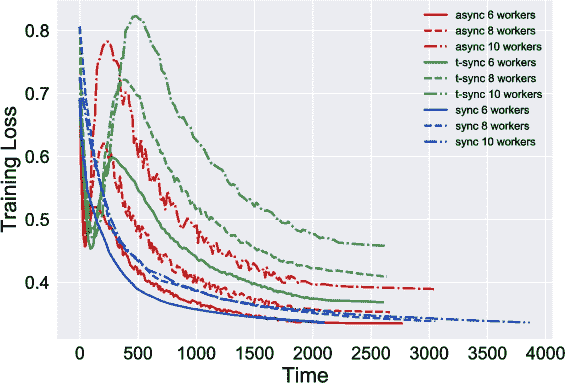 0.8
0.7
0.6
0.5
0.4
Training Loss
async 6 workers
async 8 workers
async 10 workers
t-sync 6 workers
t-sync 8 workers
t-sync 10 workers
sync 6 workers
sync 8 workers
sync 10 workers
0 500 1000 1500 2000 2500 3000 3500 4000
Time